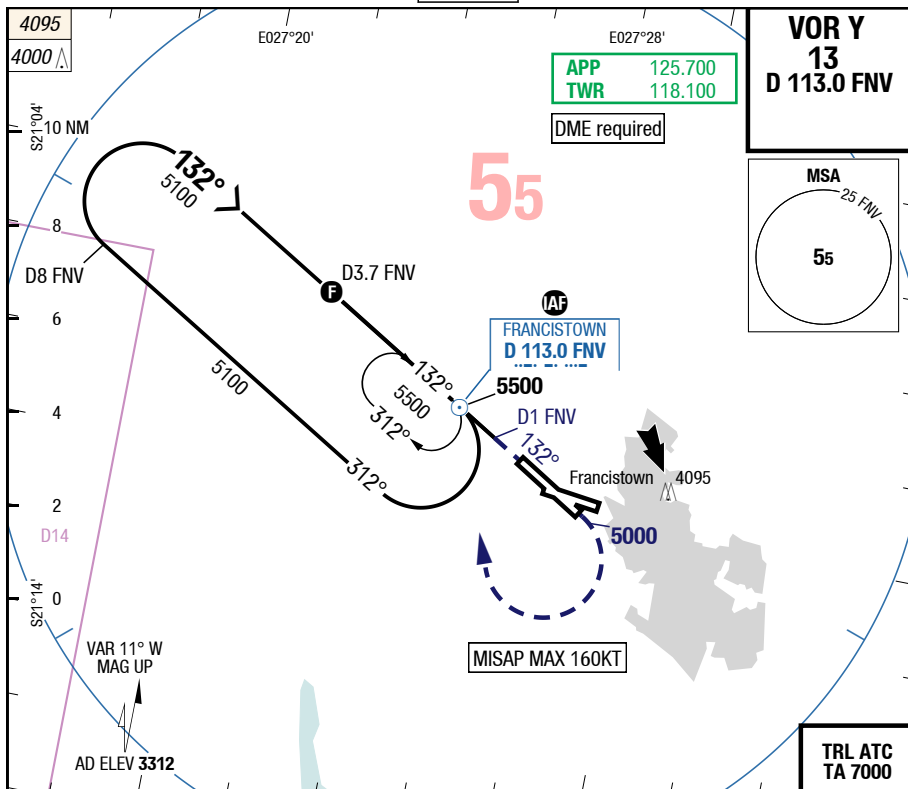 4095
4000
E027°20'
E027°28'
VOR Y
13
D 113.0 FNV
APP 125.700
TWR 118.100
DME required
S21°04'
10 NM
132°
5100
55
MSA
25 FNV
55
8
D8 FNV
D3.7 FNV
F
IAF
6
FRANCISTOWN
D 113.0 FNV
5100
132°
5500
5500
312°
4
D1 FNV
132°
312°
Francistown
4095
2
D14
5000
0
S21°14'
VAR 11° W
MAG UP
MISAP MAX 160KT
AD ELEV 3312
TRL ATC
TA 7000